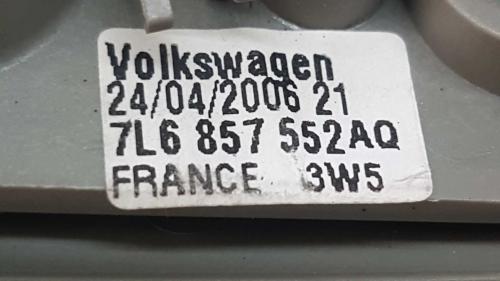 Volkswagen
24/04/2006 21
7L6 857 552AQ
FRANCE 3W5